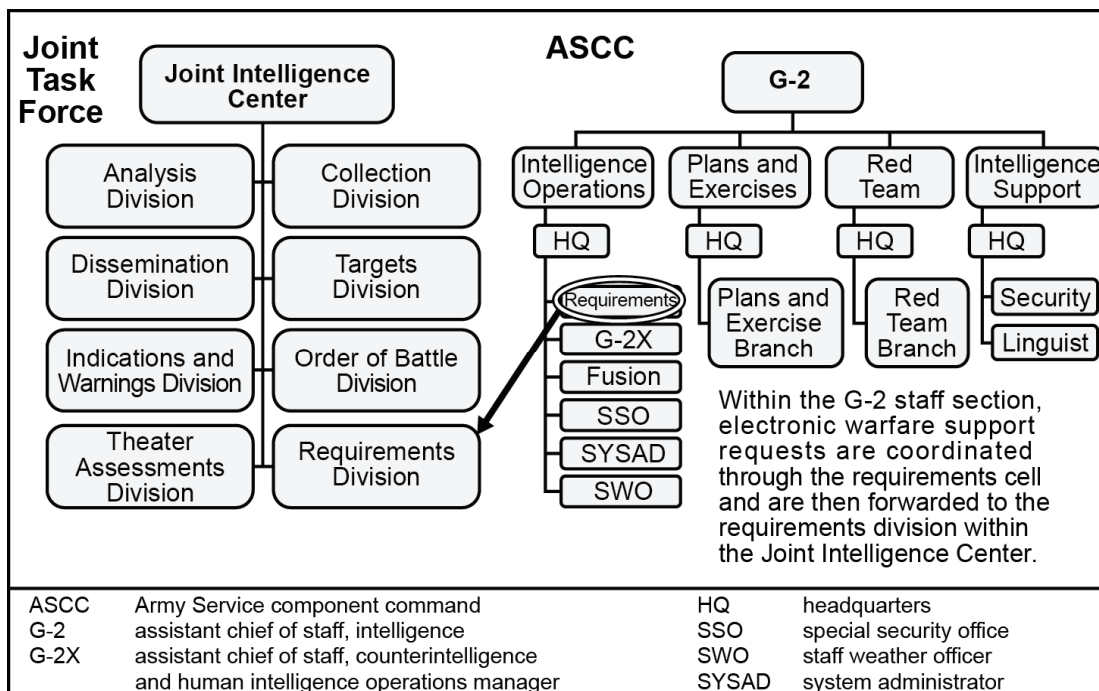 Joint
Task
Force
Joint Intelligence
Center
Analysis
Division
Collection
Division
Dissemination
Division
Targets
Division
Indications and
Warnings Division
Order of Battle
Division
Theater
Assessments
Division
Requirements
Division
ASCC
G-2
Intelligence
Operations
Plans and
Exercises
Red
Team
Intelligence
Support
HQ
HQ
HQ
HQ
Requirements
G-2X
Fusion
SSO
SYSAD
SWO
Plans and
Exercise
Branch
Red
Team
Branch
Security
Linguist
Within the G-2 staff section,
electronic warfare support
requests are coordinated
through the requirements cell
and are then forwarded to the
requirements division within
the Joint Intelligence Center.
ASCC Army Service component command
G-2 assistant chief of staff, intelligence
G-2X assistant chief of staff, counterintelligence
and human intelligence operations manager
HQ headquarters
SSO special security office
SWO staff weather officer
SYSAD system administrator